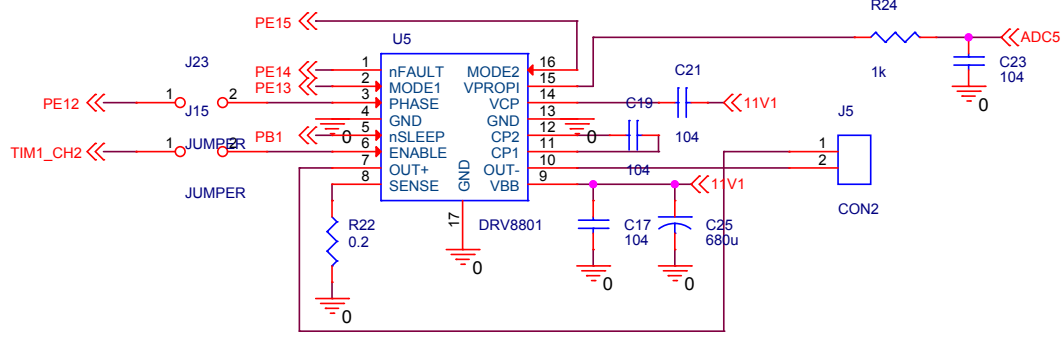 R24
PE15
ADC5
U5
1k
C23
104
0
J23
PE14
1
nFAULT
MODE2
16
C21
PE13
2
MODE1
VPROPI
15
PE12
1
2
3
PHASE
VCP
14
C19
11V1
J15
4
GND
GND
13
0
0
104
J5
PB1
5
nSLEEP
CP2
12
TIM1_CH2
1
2
JUMPER
6
ENABLE
CP1
11
104
1
7
OUT+
OUT-
10
2
JUMPER
8
SENSE
GND
VBB
9
11V1
CON2
17
DRV8801
R22
0.2
C17
104
C25
680u
0
0
0
0